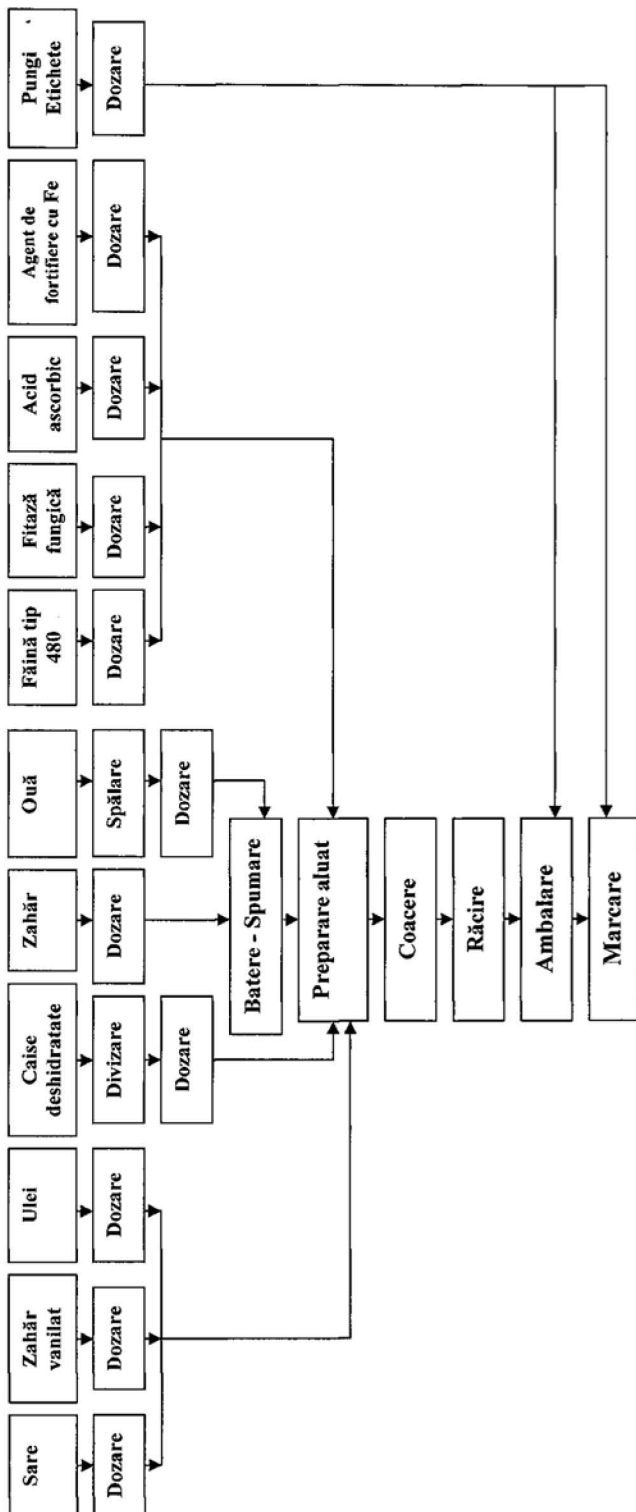 Sare
Zahăr
vanilat
Ulei
Caise
deshidratate
Zahăr
Ouă
Făină tip
480
Fitază
fungică
Acid
ascorbic
Agent de
fortifiere cu Fe
Pungi
Etichete
Dozare
Dozare
Dozare
Divizare
Dozare
Spălare
Dozare
Dozare
Dozare
Dozare
Dozare
Dozare
Dozare
Batere - Spumare
Preparare aluat
Coacere
Răcire
Ambalare
Marcare